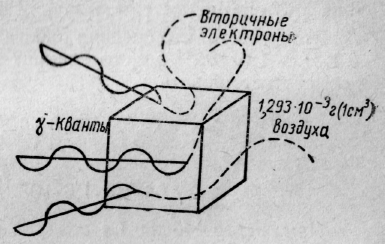 Вторичные
электроны
γ-Кванты
1,293·10⁻³г(1см³)
Воздуха